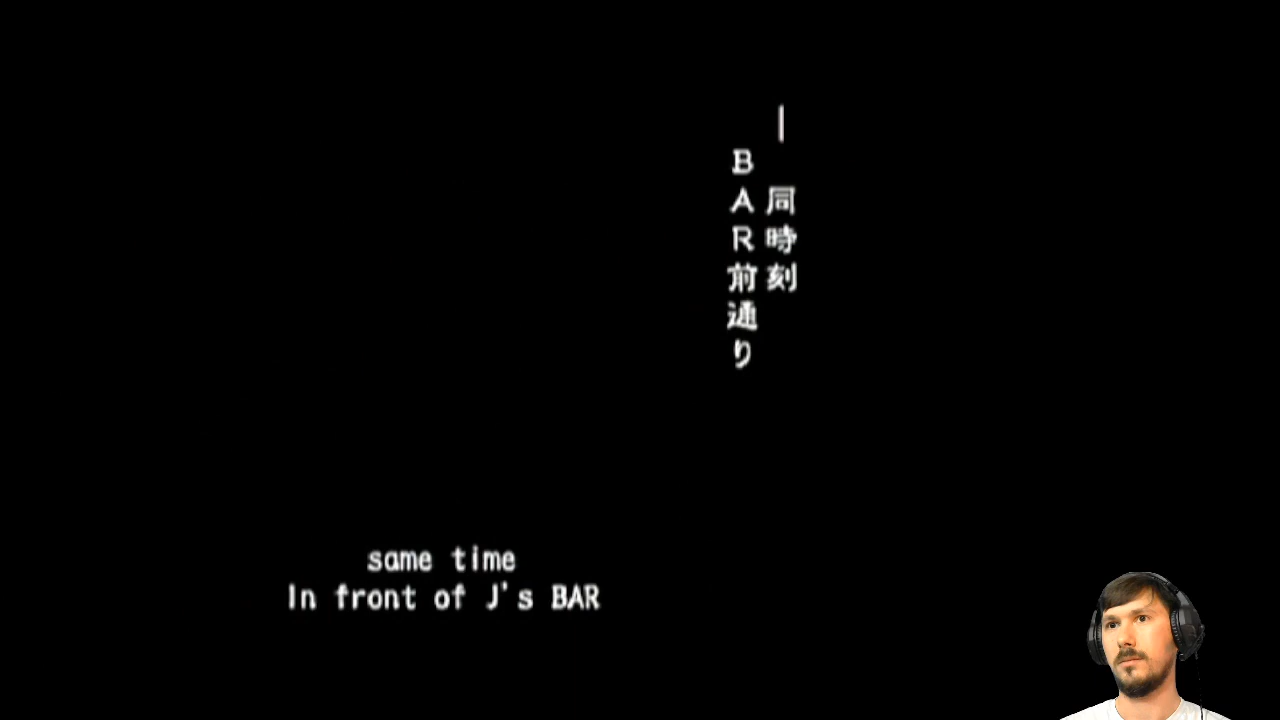 ― 同時刻
BAR前通り
same time
In front of J's BAR